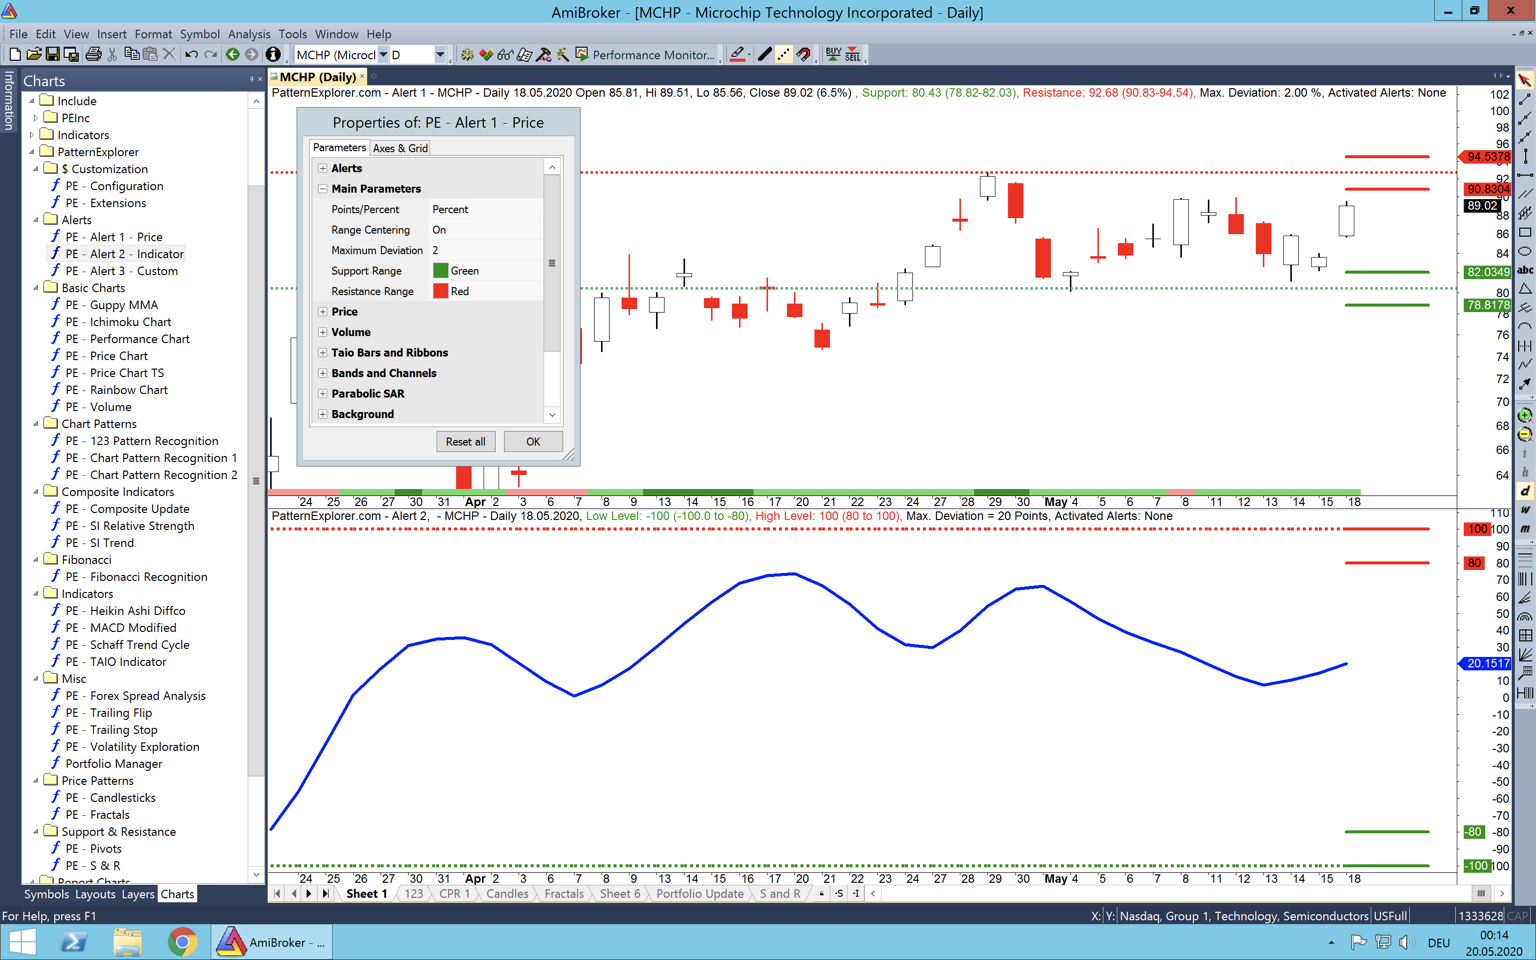 AmiBroker - [MCHP - Microchip Technology Incorporated - Daily]
File Edit View Insert Format Symbol Analysis Tools Window Help
MCHP (Microcl D Performance Monitor... BUY SELL
Information
Charts
Include
PEInc
Indicators
PatternExplorer
$ Customization
PE - Configuration
PE - Extensions
Alerts
PE - Alert 1 - Price
PE - Alert 2 - Indicator
PE - Alert 3 - Custom
Basic Charts
PE - Guppy MMA
PE - Ichimoku Chart
PE - Performance Chart
PE - Price Chart
PE - Price Chart TS
PE - Rainbow Chart
PE - Volume
Chart Patterns
PE - 123 Pattern Recognition
PE - Chart Pattern Recognition 1
PE - Chart Pattern Recognition 2
Composite Indicators
PE - Composite Update
PE - SI Relative Strength
PE - SI Trend
Fibonacci
PE - Fibonacci Recognition
Indicators
PE - Heikin Ashi Diffco
PE - MACD Modified
PE - Schaff Trend Cycle
PE - TAIO Indicator
Misc
PE - Forex Spread Analysis
PE - Trailing Flip
PE - Trailing Stop
PE - Volatility Exploration
Portfolio Manager
Price Patterns
PE - Candlesticks
PE - Fractals
Support & Resistance
PE - Pivots
PE - S & R
Report Charts
Symbols Layouts Layers Charts
MCHP (Daily)
PatternExplorer.com - Alert 1 - MCHP - Daily 18.05.2020 Open 85.81, Hi 89.51, Lo 85.56, Close 89.02 (6.5%) , Support: 80.43 (78.82-82.03), Resistance: 92.68 (90.83-94.54), Max. Deviation: 2.00 %, Activated Alerts: None
Properties of: PE - Alert 1 - Price
Parameters Axes & Grid
Alerts
Main Parameters
Points/Percent Percent
Range Centering On
Maximum Deviation 2
Support Range Green
Resistance Range Red
Price
Volume
Taio Bars and Ribbons
Bands and Channels
Parabolic SAR
Background
Reset all OK
102
100
98
96
94.5378
92
90.8304
89.02
88
86
84
82.0349
80
78.8178
78
76
74
72
70
68
66
64
24 25 26 27 30 31 Apr 2 3 6 7 8 9 13 14 15 16 17 20 21 22 23 24 27 28 29 30 May 4 5 6 7 8 11 12 13 14 15 18
PatternExplorer.com - Alert 2, - MCHP - Daily 18.05.2020, Low Level: -100 (-100.0 to -80), High Level: 100 (80 to 100), Max. Deviation = 20 Points, Activated Alerts: None
110
100 100
90
80
70
60
50
40
30
20.1517
10
0
-10
-20
-30
-40
-50
-60
-70
-80 -80
-90
-100 100
24 25 26 27 30 31 Apr 2 3 6 7 8 9 13 14 15 16 17 20 21 22 23 24 27 28 29 30 May 4 5 6 7 8 11 12 13 14 15 18
Sheet 1 123 CPR 1 Candles Fractals Sheet 6 Portfolio Update S and R
abc
i
h
d
w
m
For Help, press F1
X: Y: Nasdaq, Group 1, Technology, Semiconductors USFull 1333628 CAP
AmiBroker - ...
DEU
00:14
20.05.2020